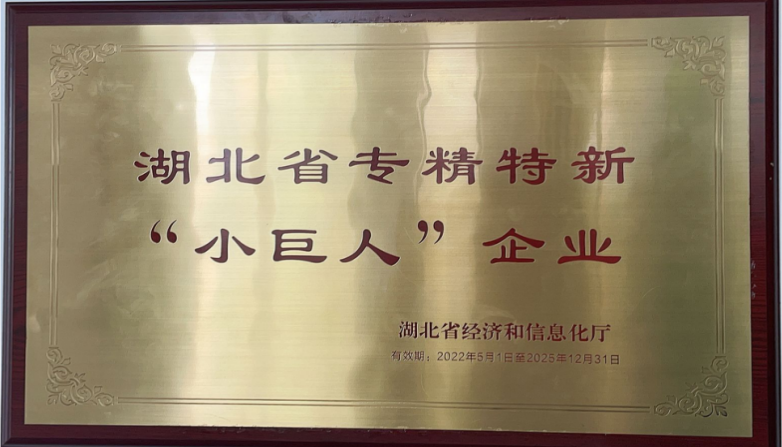 湖北省专精特新
“小巨人”企业
湖北省经济和信息化厅
有效期：2022年5月1日至2025年12月31日